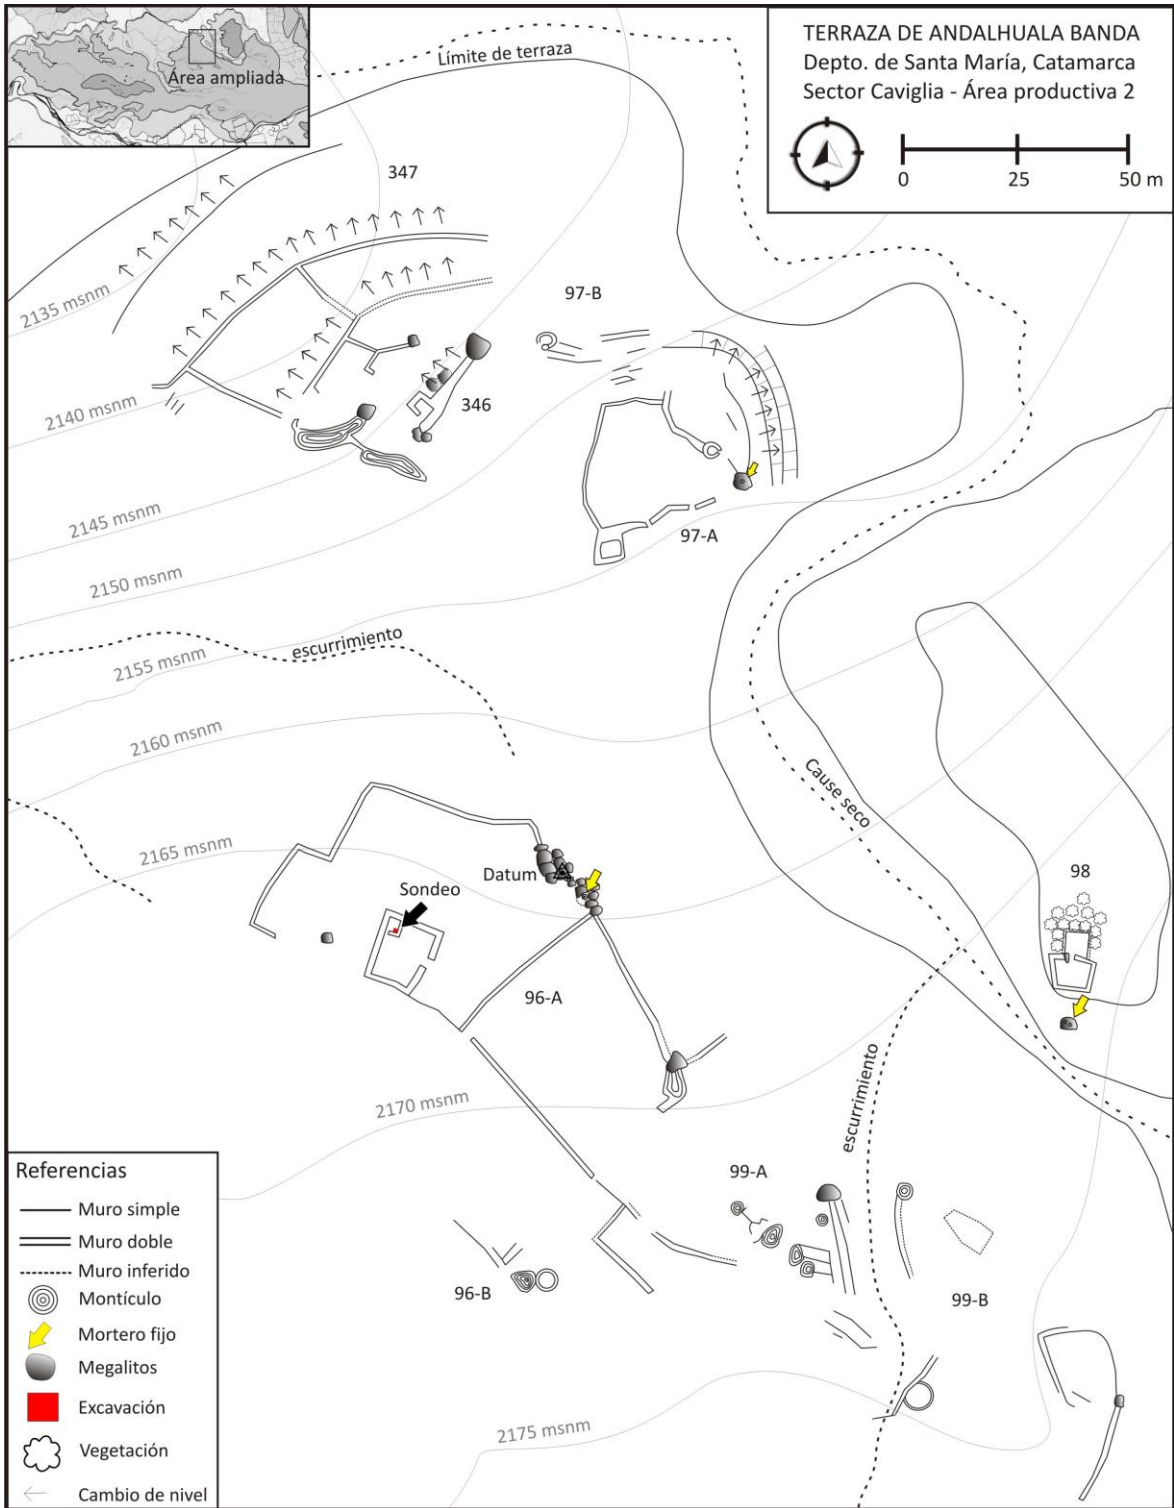 TERRAZA DE ANDALHUALA BANDA
Depto. de Santa María, Catamarca
Sector Caviglia - Área productiva 2
0 25 50 m
Área ampliada
Límite de terraza
347
2135 msnm
97-B
2140 msnm
346
2145 msnm
97-A
2150 msnm
escurrimiento
2155 msnm
2160 msnm
Cause seco
2165 msnm
Datum
98
Sondeo
96-A
escurrimiento
2170 msnm
99-A
96-B
99-B
2175 msnm
Referencias
Muro simple
Muro doble
Muro inferido
Montículo
Mortero fijo
Megalitos
Excavación
Vegetación
Cambio de nivel